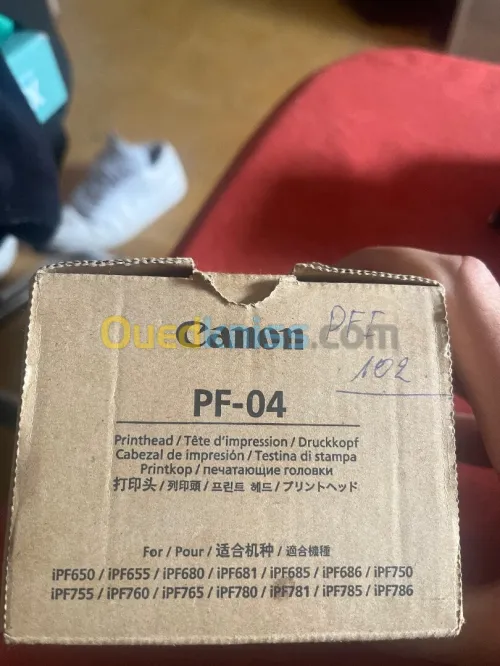 Canon
DEF
102
Ouedkniss.com
PF-04
Printhead / Tête d'impression / Druckkopf
Cabezal de impresión / Testina di stampa
Printkop / печатающие головки
打印头 / 列印頭 / 프린트 헤드 / プリントヘッド
For / Pour / 适合机种 / 適合機種
iPF650 / iPF655 / iPF680 / iPF681 / iPF685 / iPF686 / iPF750
iPF755 / iPF760 / iPF765 / iPF780 / iPF781 / iPF785 / iPF786